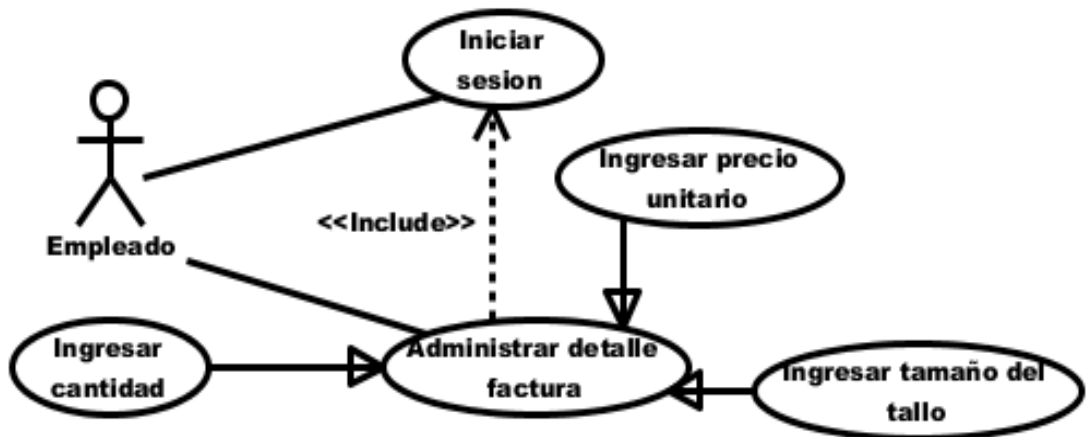 Iniciar
sesion
Ingresar precio
unitario
<<Include>>
Empleado
Ingresar
cantidad
Administrar detalle
factura
Ingresar tamaño del
tallo